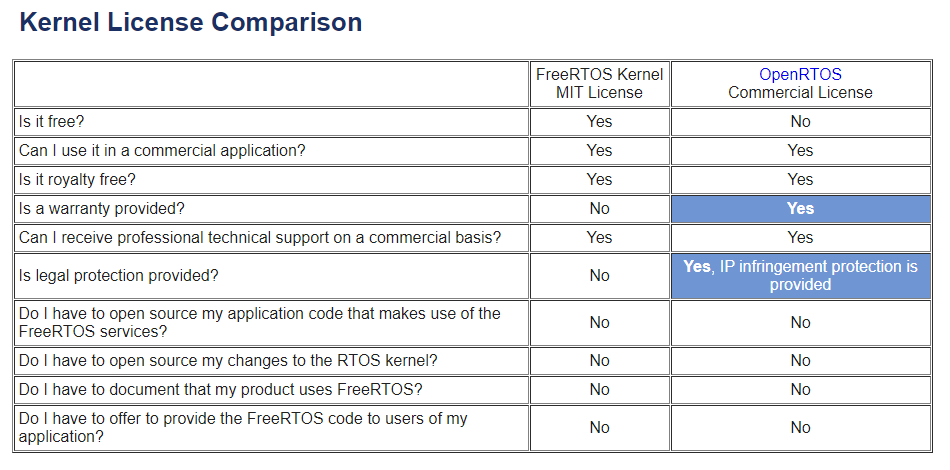 Kernel License Comparison
FreeRTOS Kernel
MIT License
OpenRTOS
Commercial License
Is it free?
Yes
No
Can I use it in a commercial application?
Yes
Yes
Is it royalty free?
Yes
Yes
Is a warranty provided?
No
Yes
Can I receive professional technical support on a commercial basis?
Yes
Yes
Is legal protection provided?
No
Yes, IP infringement protection is
provided
Do I have to open source my application code that makes use of the
FreeRTOS services?
No
No
Do I have to open source my changes to the RTOS kernel?
No
No
Do I have to document that my product uses FreeRTOS?
No
No
Do I have to offer to provide the FreeRTOS code to users of my
application?
No
No